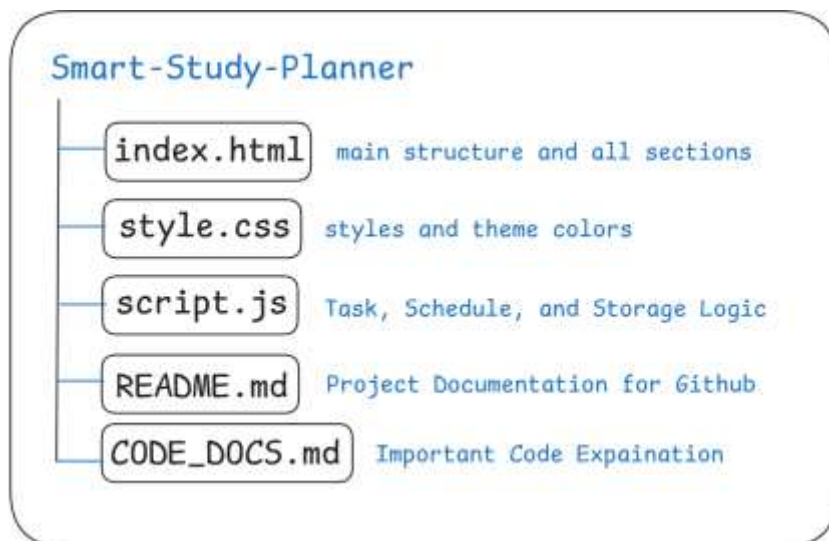 Smart-Study-Planner
index.html main structure and all sections
style.css styles and theme colors
script.js Task, Schedule, and Storage Logic
README.md Project Documentation for Github
CODE_DOCS.md Important Code Expaination